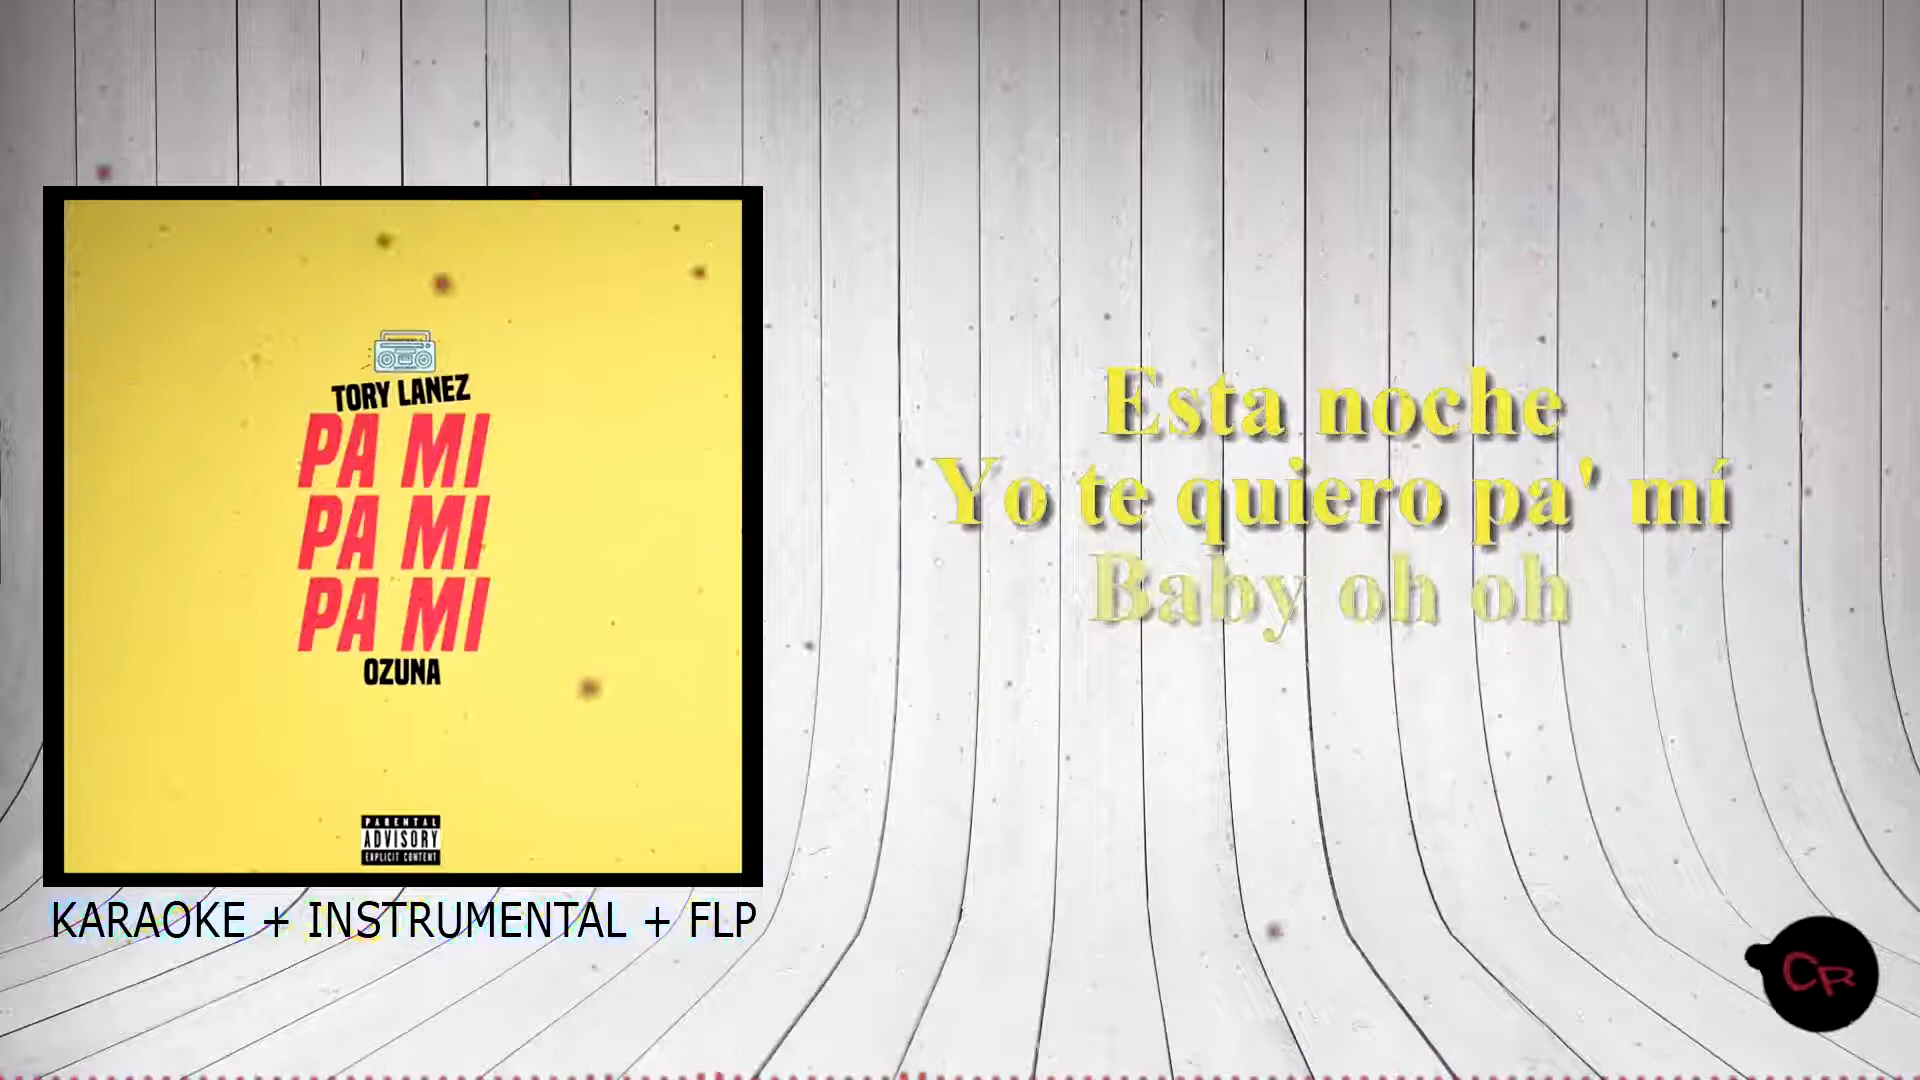 TORY LANEZ
PA MI
PA MI
PA MI
OZUNA
PARENTAL
ADVISORY
EXPLICIT CONTENT
KARAOKE + INSTRUMENTAL + FLP
Esta noche
Yo te quiero pa' mí
Baby oh oh
CR